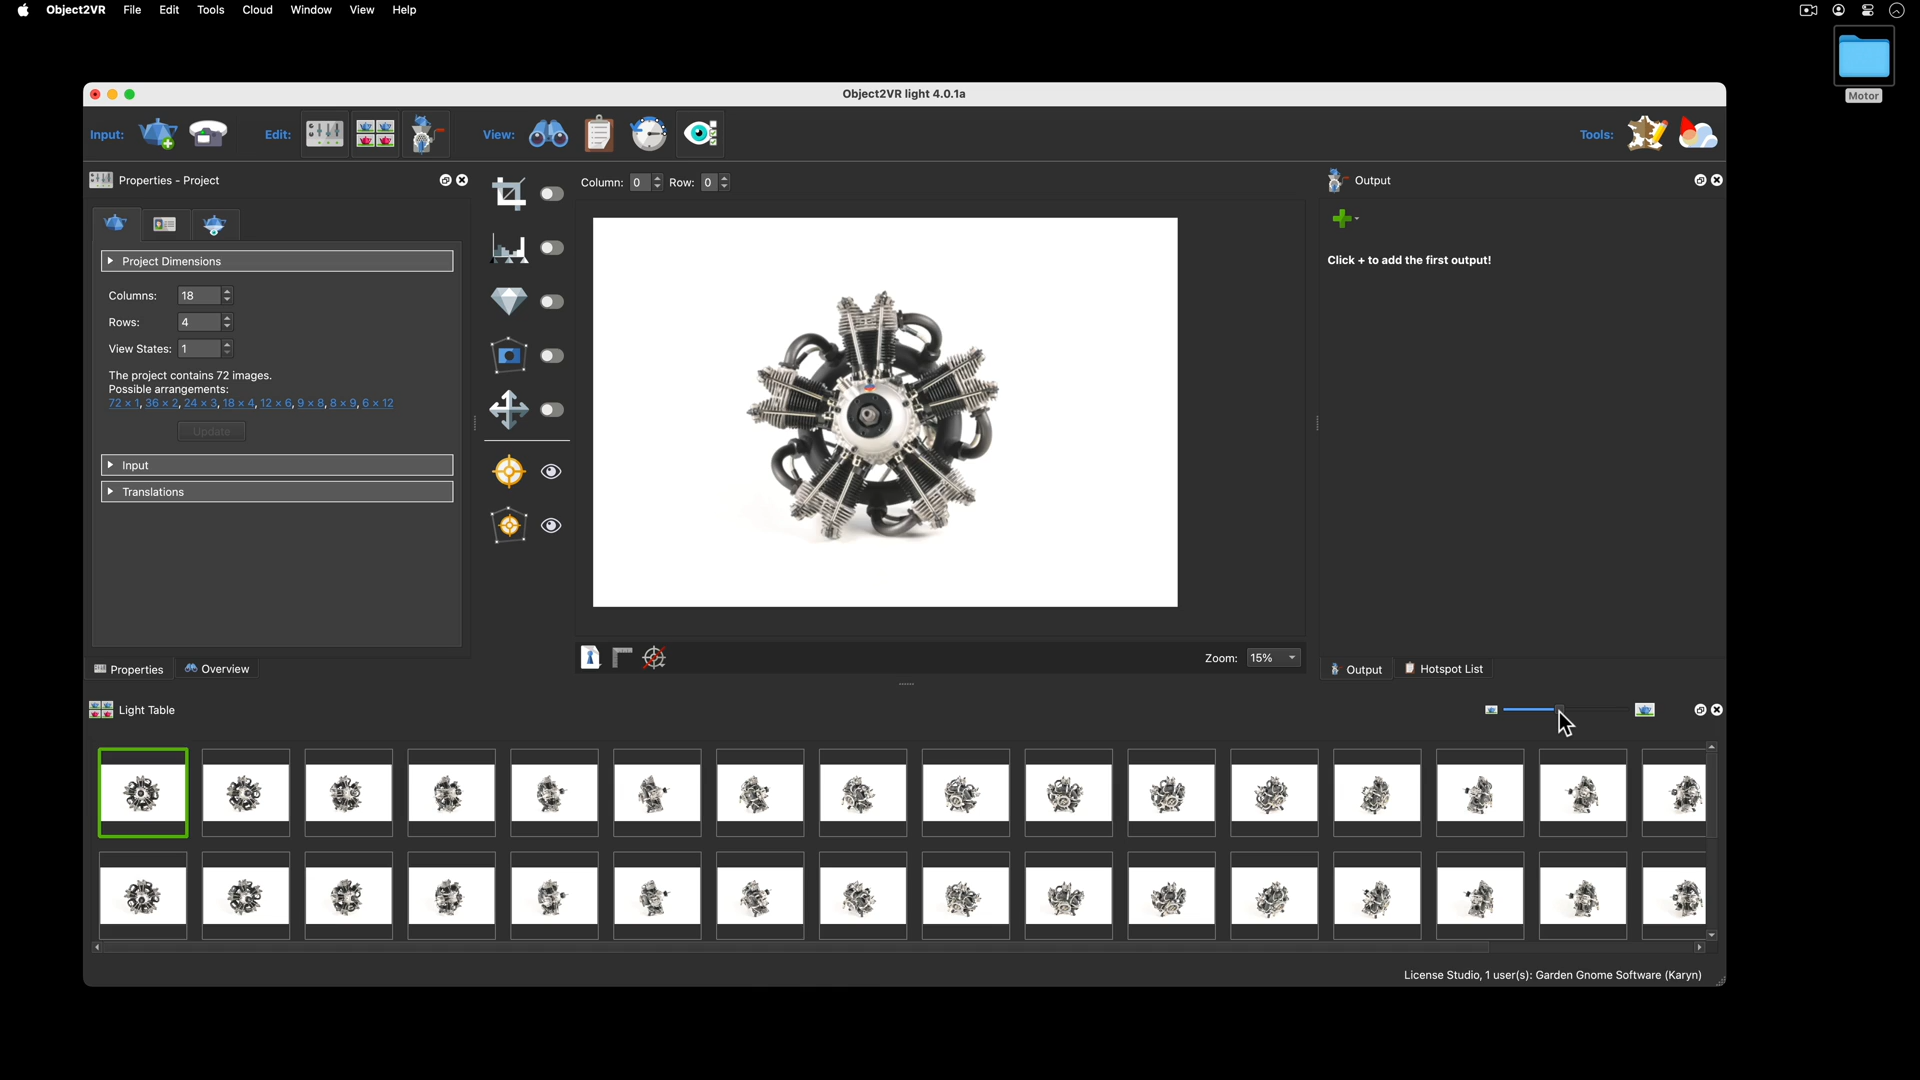 Object2VR File Edit Tools Cloud Window View Help
Motor
Object2VR light 4.0.1a
Input: Edit: View: Tools:
Properties - Project
Column: 0 Row: 0
Output
Project Dimensions
Click + to add the first output!
Columns: 18
Rows: 4
View States: 1
The project contains 72 images.
Possible arrangements:
72 × 1, 36 × 2, 24 × 3, 18 × 4, 12 × 6, 9 × 8, 8 × 9, 6 × 12
Update
Input
Translations
Zoom: 15%
Properties Overview
Output Hotspot List
Light Table
License Studio, 1 user(s): Garden Gnome Software (Karyn)